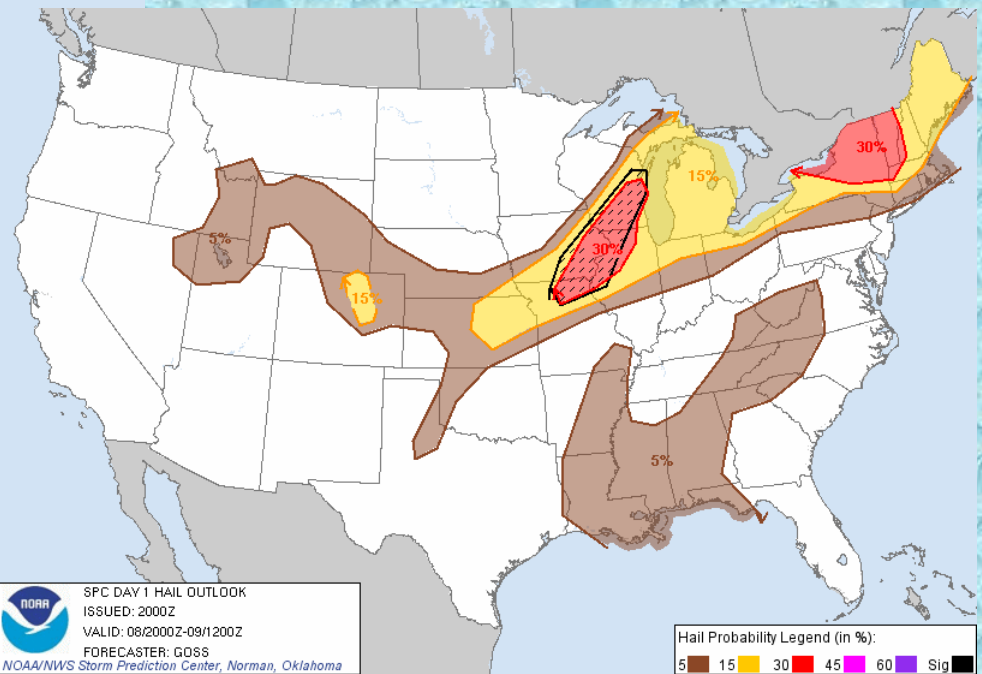 30%
15%
30%
5%
15%
5%
NOAA
SPC DAY 1 HAIL OUTLOOK
ISSUED: 2000Z
VALID: 08/2000Z-09/1200Z
FORECASTER: GOSS
NOAA/NWS Storm Prediction Center, Norman, Oklahoma
Hail Probability Legend (in %):
5 15 30 45 60 Sig